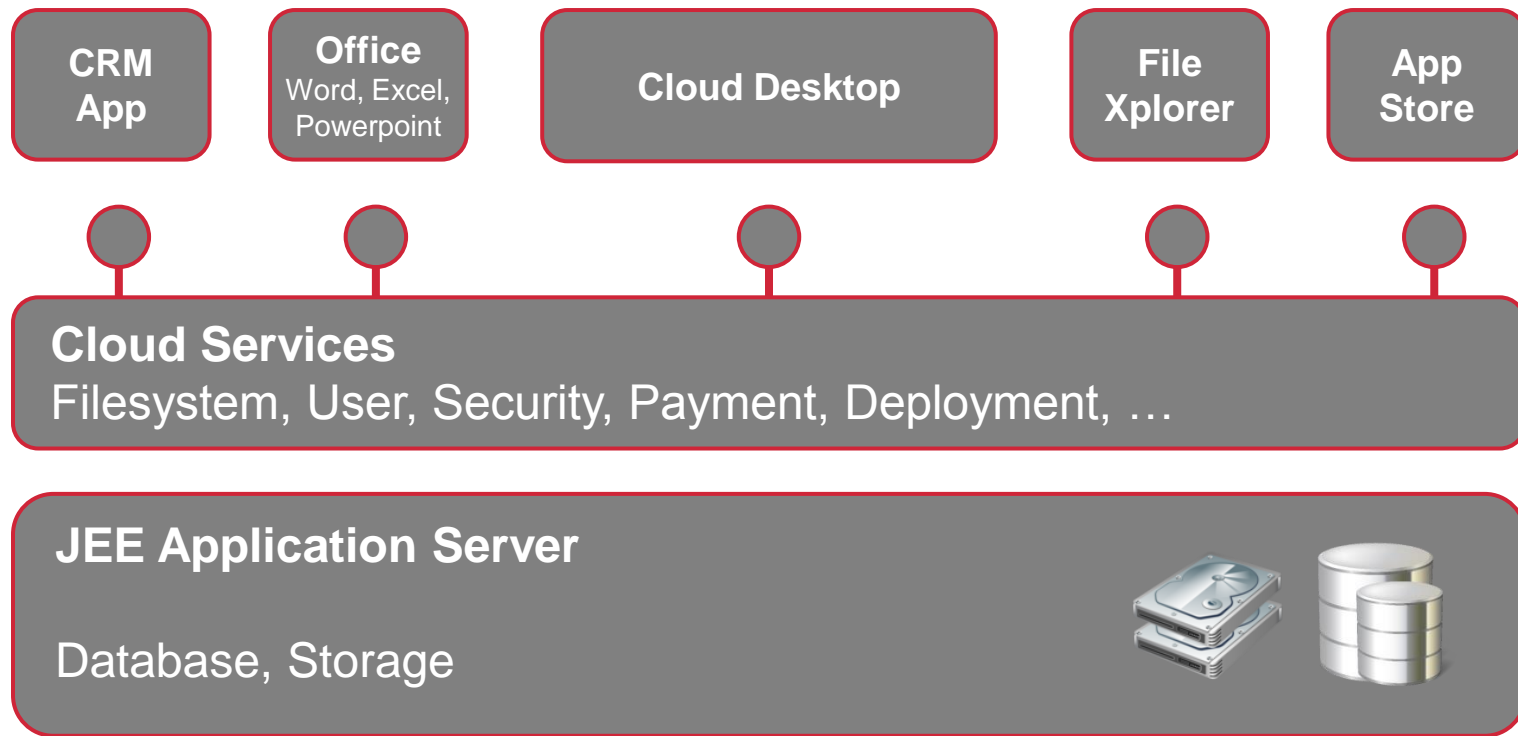 CRM
App
Office
Word, Excel,
Powerpoint
Cloud Desktop
File
Xplorer
App
Store
Cloud Services
Filesystem, User, Security, Payment, Deployment, …
JEE Application Server
Database, Storage